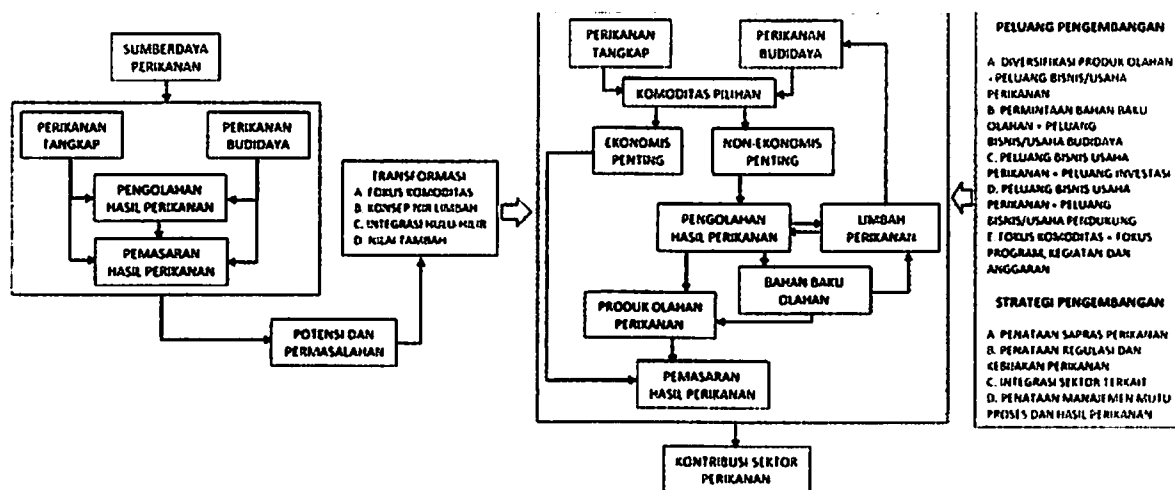 SUMBERDAYA
PERIKANAN
PERIKANAN
TANGKAP
PERIKANAN
BUDIDAYA
PENGOLAHAN
HASIL PERIKANAN
PEMASARAN
HASIL PERIKANAN
POTENSI DAN
PERMASALAHAN
TRANSFORMASI
A. FOKUS KOMODITAS
B. KONSEP NIR LIMBAH
C. INTEGRASI HULU-HILIR
D. NILAI TAMBAH
PERIKANAN
TANGKAP
PERIKANAN
BUDIDAYA
KOMODITAS PILIHAN
EKONOMIS
PENTING
NON-EKONOMIS
PENTING
PENGOLAHAN
HASIL PERIKANAN
LIMBAH
PERIKANAN
BAHAN BAKU
OLAHAN
PRODUK OLAHAN
PERIKANAN
PEMASARAN
HASIL PERIKANAN
KONTRIBUSI SEKTOR
PERIKANAN
PELUANG PENGEMBANGAN
A. DIVERSIFIKASI PRODUK OLAHAN
= PELUANG BISNIS/USAHA
PERIKANAN
B. PERMINTAAN BAHAN BAKU
OLAHAN = PELUANG
BISNIS/USAHA BUDIDAYA
C. PELUANG BISNIS USAHA
PERIKANAN = PELUANG INVESTASI
D. PELUANG BISNIS USAHA
PERIKANAN = PELUANG
BISNIS/USAHA PENDUKUNG
E. FOKUS KOMODITAS = FOKUS
PROGRAM, KEGIATAN DAN
ANGGARAN
STRATEGI PENGEMBANGAN
A. PENATAAN SAPRAS PERIKANAN
B. PENATAAN REGULASI DAN
KEBIJAKAN PERIKANAN
C. INTEGRASI SEKTOR TERKAIT
D. PENATAAN MANAJEMEN MUTU
PROSES DAN HASIL PERIKANAN